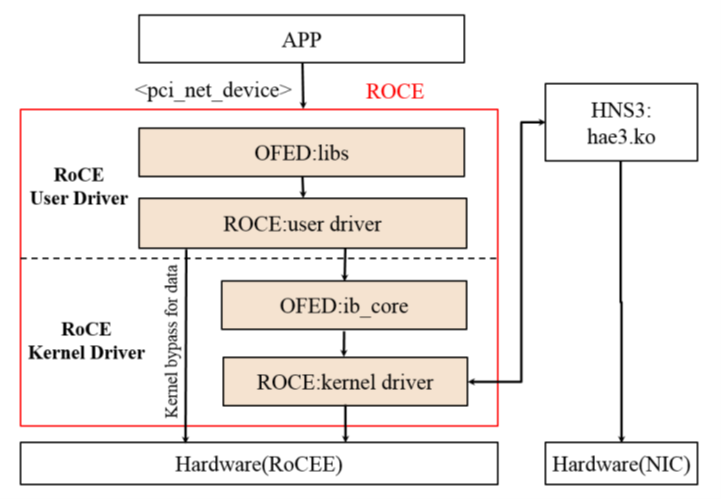 APP
<pci_net_device>
ROCE
HNS3:
hae3.ko
OFED:libs
RoCE
User Driver
ROCE:user driver
Kernel bypass for data
OFED:ib_core
RoCE
Kernel Driver
ROCE:kernel driver
Hardware(RoCEE)
Hardware(NIC)